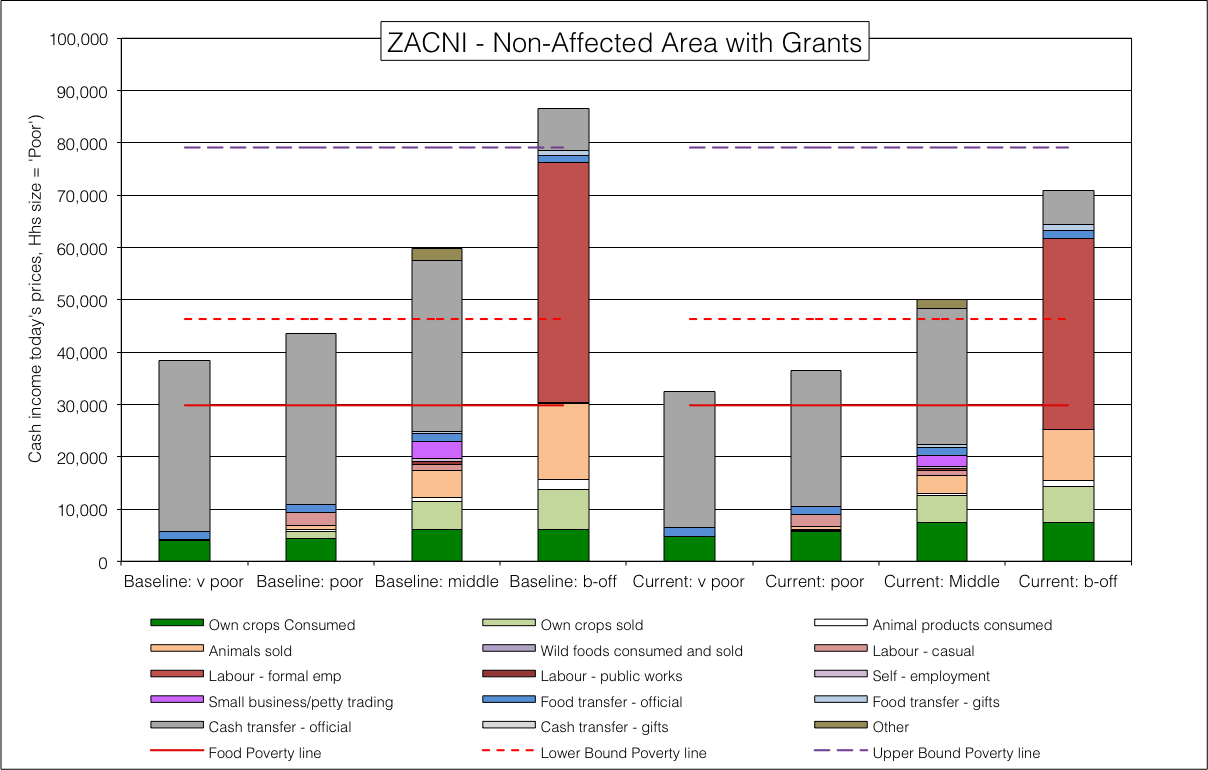 ZACNI - Non-Affected Area with Grants
Cash income today's prices, Hhs size = 'Poor')
100,000
90,000
80,000
70,000
60,000
50,000
40,000
30,000
20,000
10,000
0
Baseline: v poor Baseline: poor Baseline: middle Baseline: b-off Current: v poor Current: poor Current: Middle Current: b-off
Own crops Consumed Own crops sold Animal products consumed
Animals sold Wild foods consumed and sold Labour - casual
Labour - formal emp Labour - public works Self - employment
Small business/petty trading Food transfer - official Food transfer - gifts
Cash transfer - official Cash transfer - gifts Other
Food Poverty line Lower Bound Poverty line Upper Bound Poverty line